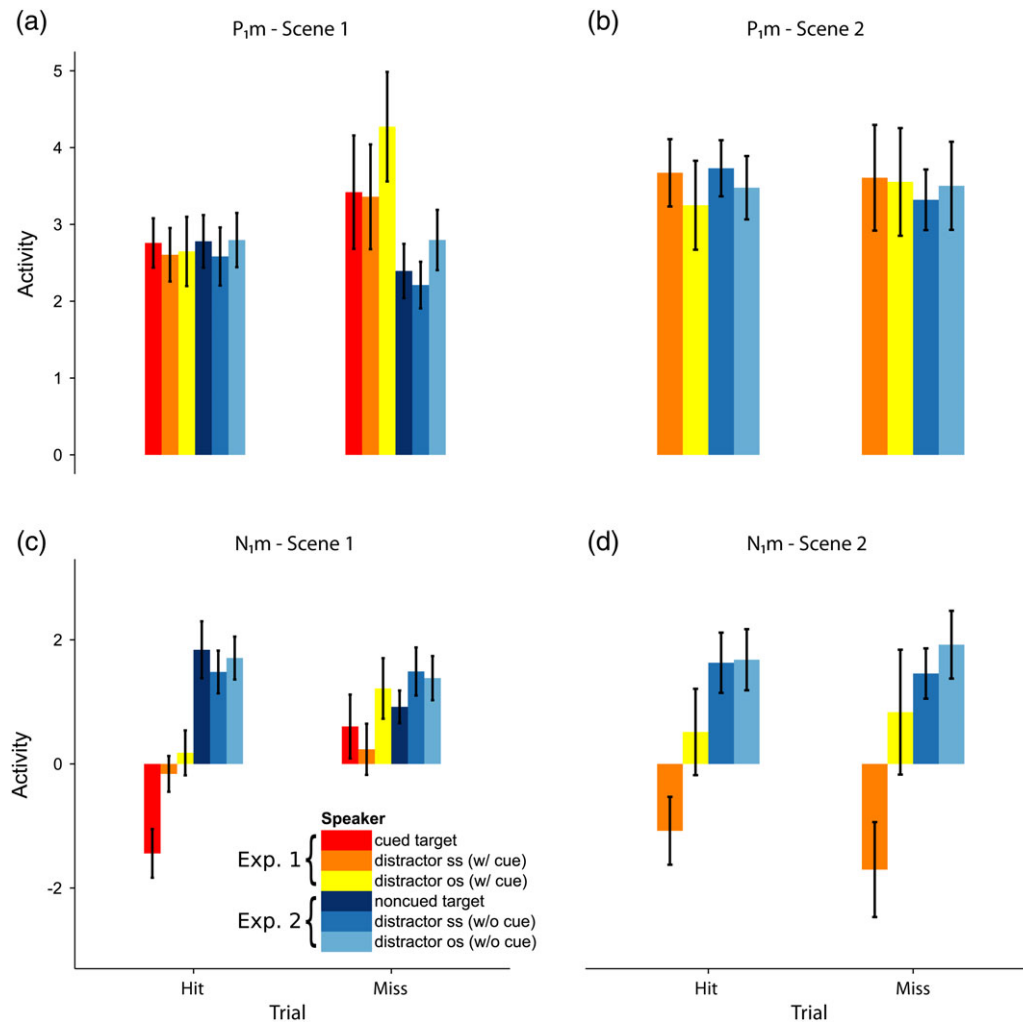 (a)
P₁m - Scene 1
(b)
P₁m - Scene 2
5
4
3
2
1
0
Activity
(c)
N₁m - Scene 1
(d)
N₁m - Scene 2
2
0
-2
Activity
Speaker
Exp. 1
cued target
distractor ss (w/ cue)
distractor os (w/ cue)
Exp. 2
noncued target
distractor ss (w/o cue)
distractor os (w/o cue)
Hit Miss
Trial
Hit Miss
Trial